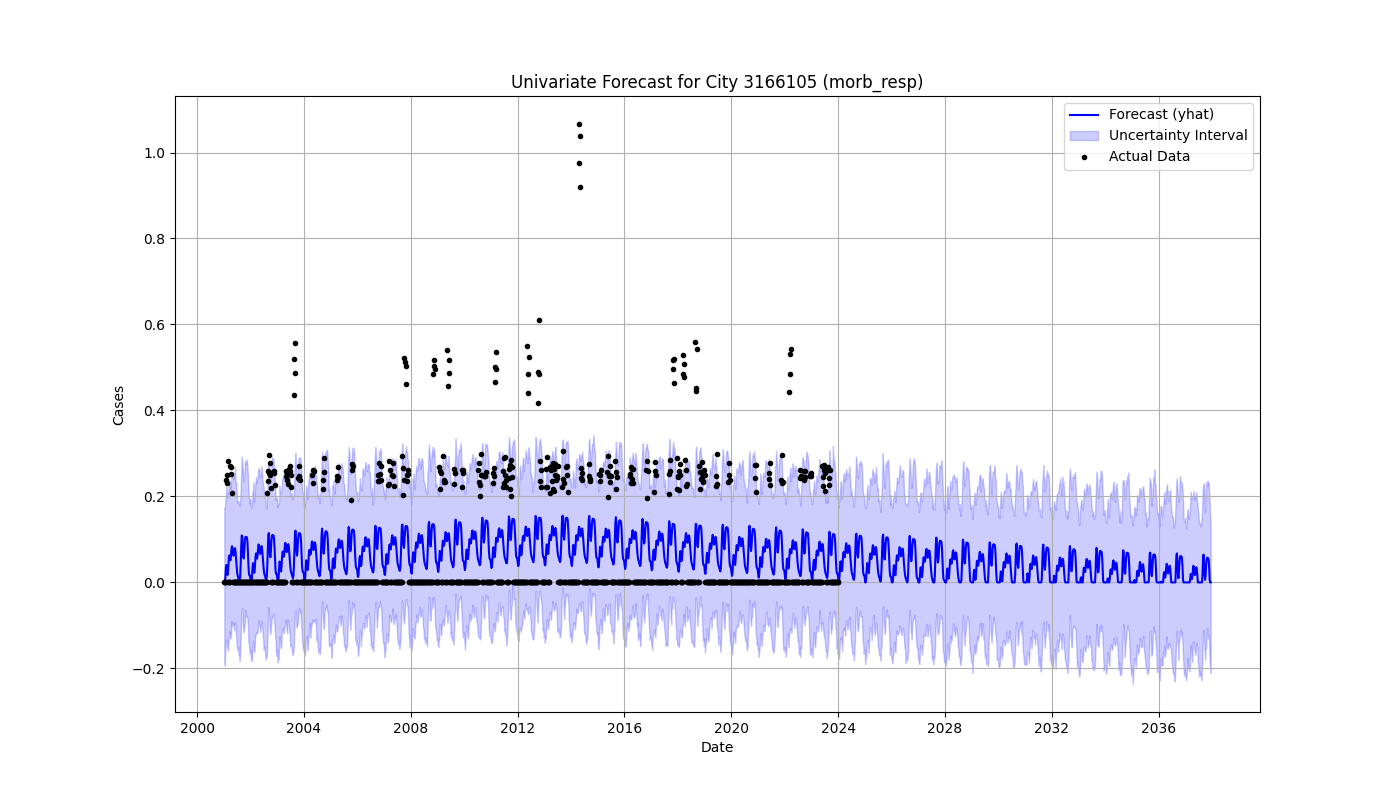 Univariate Forecast for City 3166105 (morb_resp)
Forecast (yhat)
Uncertainty Interval
Actual Data
Cases
1.0
0.8
0.6
0.4
0.2
0.0
−0.2
2000 2004 2008 2012 2016 2020 2024 2028 2032 2036
Date